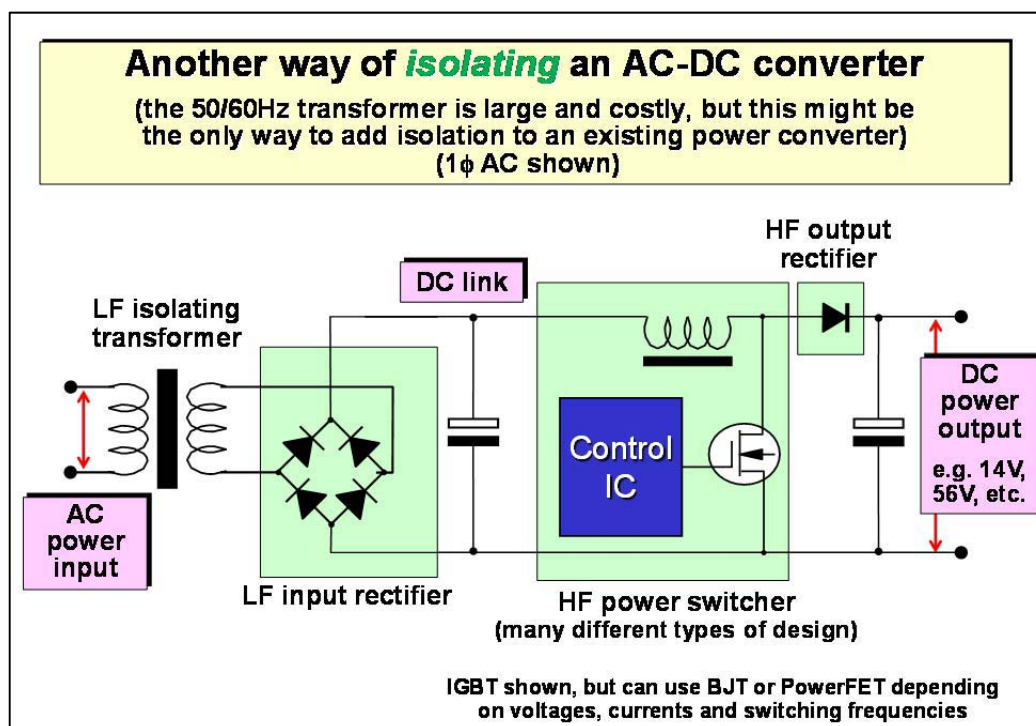 Another way of isolating an AC-DC converter
(the 50/60Hz transformer is large and costly, but this might be
the only way to add isolation to an existing power converter)
(1ϕ AC shown)
HF output
rectifier
DC link
LF isolating
transformer
DC
power
output
e.g. 14V,
56V, etc.
Control
IC
AC
power
input
LF input rectifier
HF power switcher
(many different types of design)
IGBT shown, but can use BJT or PowerFET depending
on voltages, currents and switching frequencies